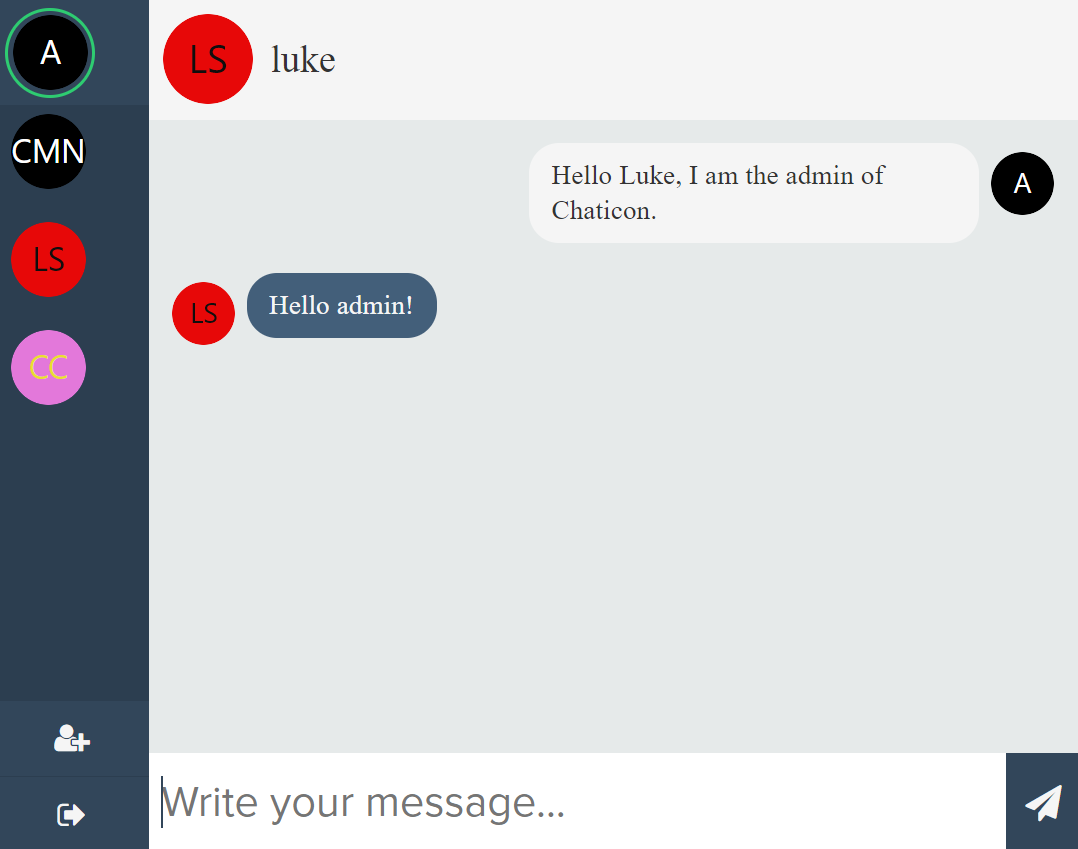 A
CMN
LS
CC
LS luke
Hello Luke, I am the admin of
Chaticon.
A
LS
Hello admin!
Write your message...